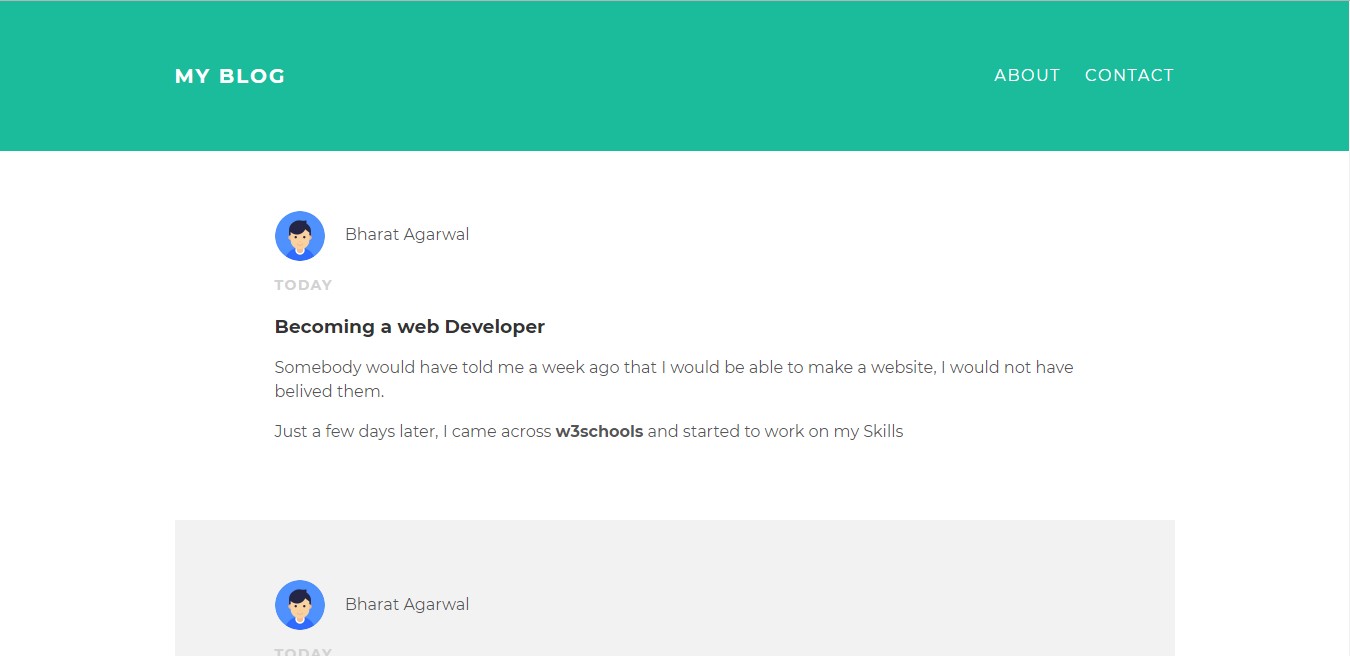 MY BLOG
ABOUT CONTACT
Bharat Agarwal
TODAY
Becoming a web Developer
Somebody would have told me a week ago that I would be able to make a website, I would not have
belived them.
Just a few days later, I came across w3schools and started to work on my Skills
Bharat Agarwal
TODAY